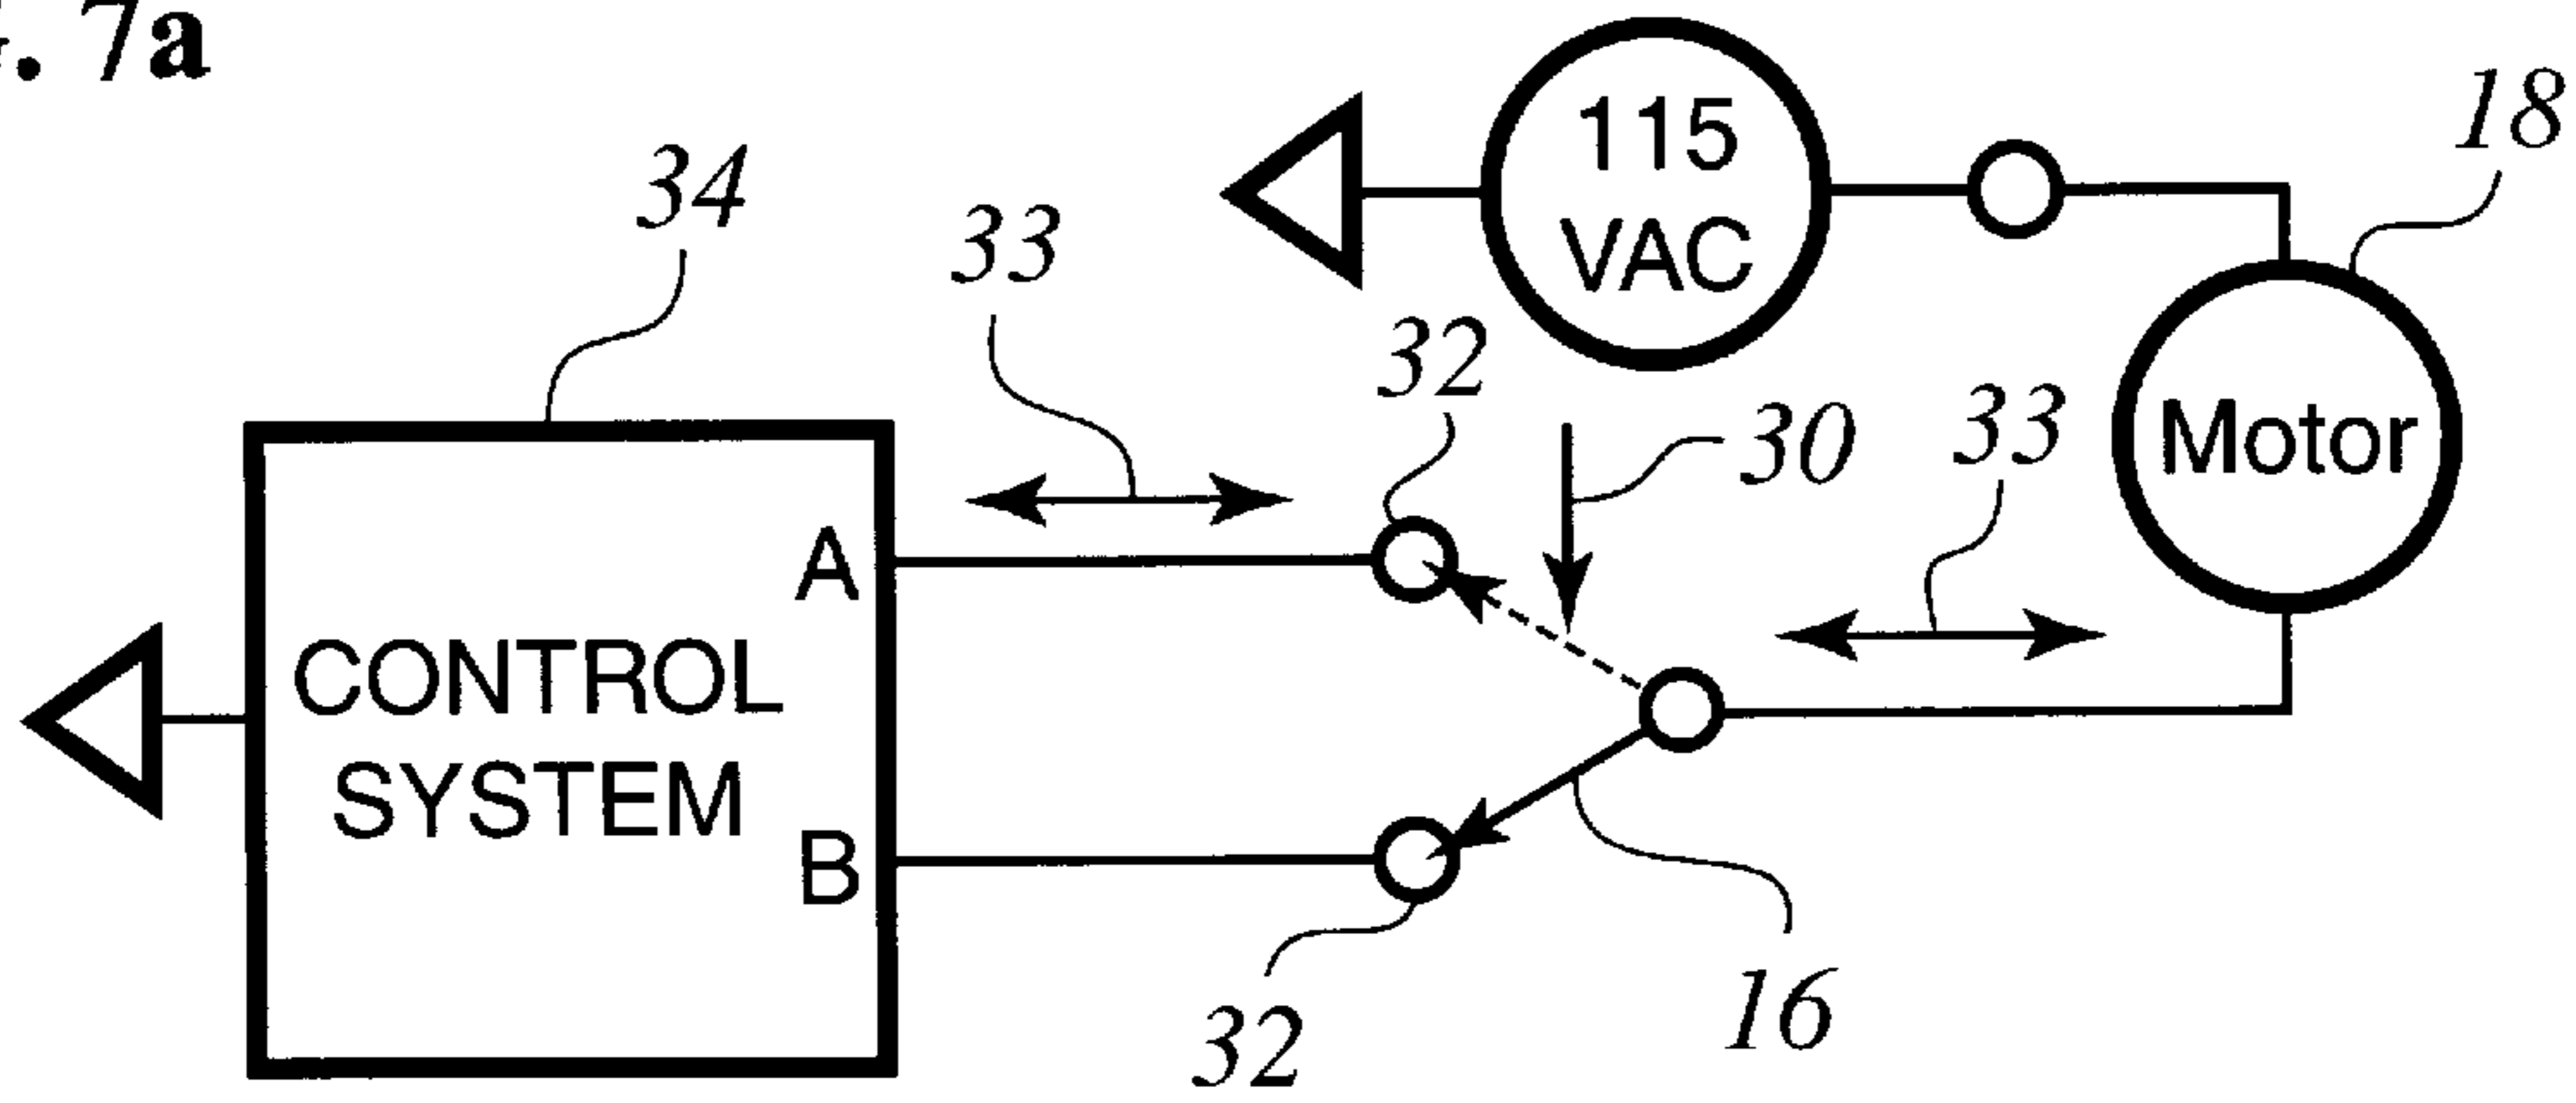 . 7a
115
VAC
18
34
33
32
30
33
Motor
A
CONTROL
SYSTEM
B
16
32